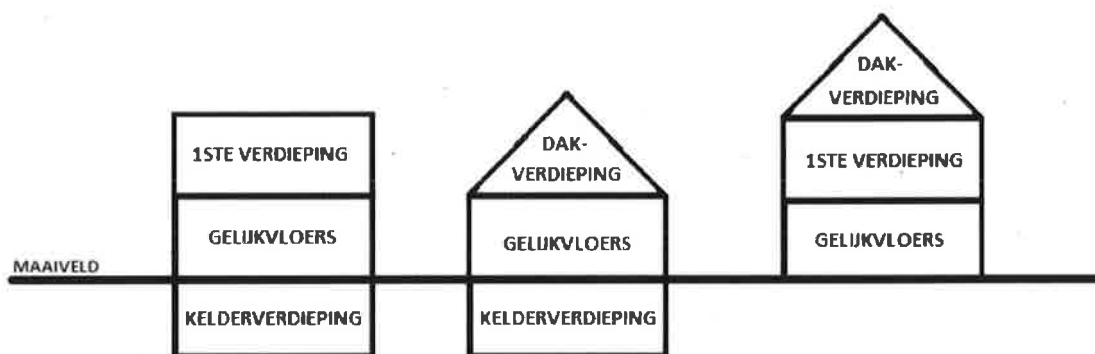 1STE VERDIEPING
GELIJKVLOERS
KELDERVERDIEPING
DAK-
VERDIEPING
GELIJKVLOERS
KELDERVERDIEPING
DAK-
VERDIEPING
1STE VERDIEPING
GELIJKVLOERS
MAAIVELD